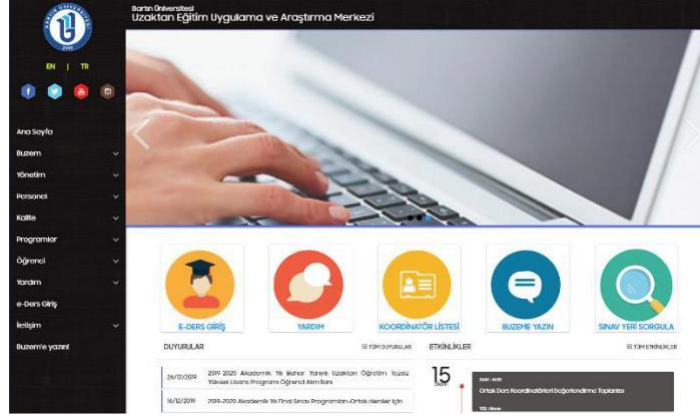 Bartın Üniversitesi
Uzaktan Eğitim Uygulama ve Araştırma Merkezi
EN | TR
Ana Sayfa
Buzem
Yönetim
Personel
Kalite
Programlar
Öğrenci
Yardım
e-Ders Giriş
İletişim
Buzem'e yazın!
E-DERS GİRİŞ
YARDIM
KOORDİNATÖR LİSTESİ
BUZEME YAZIN
SINAV YERİ SORGULA
DUYURULAR
TÜM DUYURULAR
ETKİNLİKLER
TÜM ETKİNLİKLER
26/12/2019
2019-2020 Akademik Yılı Bahar Yarıyılı Uzaktan Öğretim Tezsiz
Yüksek Lisans Programı Öğrenci Alım İlanı
16/12/2019
2019-2020 Akademik Yılı Final Sınav Programları-Ortak dersler için
15
Ortak Ders Koordinatörleri Değerlendirme Toplantısı